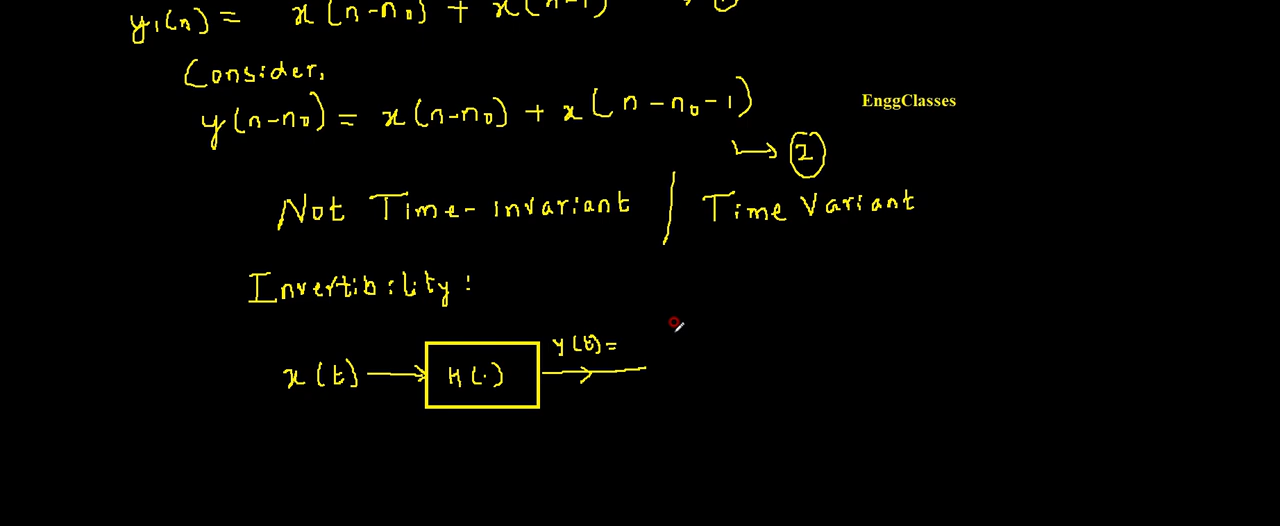 y₁(n) = x(n-n₀) + x(n-1)
Consider,
y(n-n₀) = x(n-n₀) + x(n-n₀-1)
EnggClasses
→ 2
Not Time-invariant / Time Variant
Invertibility:
x(t) → H(.) y(t) =